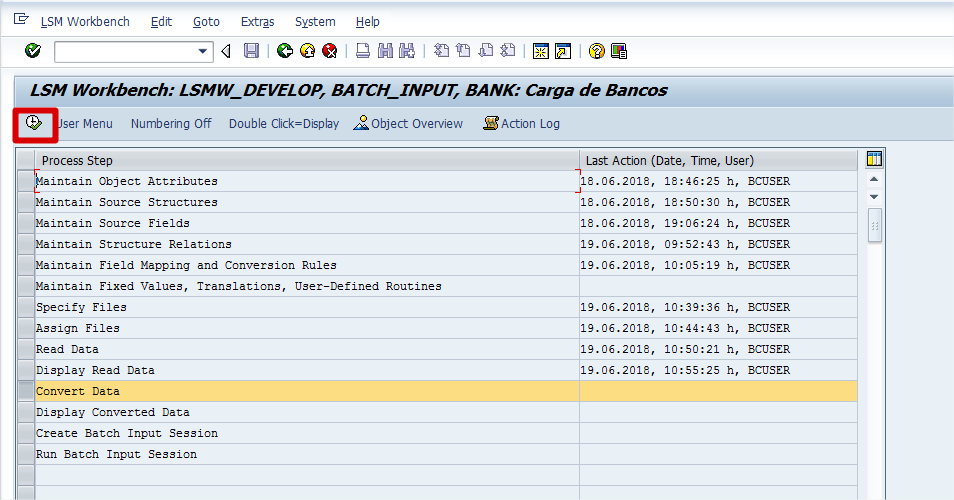 LSM Workbench Edit Goto Extras System Help
LSM Workbench: LSMW_DEVELOP, BATCH_INPUT, BANK: Carga de Bancos
User Menu Numbering Off Double Click=Display Object Overview Action Log
Process Step Last Action (Date, Time, User)
Maintain Object Attributes 18.06.2018, 18:46:25 h, BCUSER
Maintain Source Structures 18.06.2018, 18:50:30 h, BCUSER
Maintain Source Fields 18.06.2018, 19:06:24 h, BCUSER
Maintain Structure Relations 19.06.2018, 09:52:43 h, BCUSER
Maintain Field Mapping and Conversion Rules 19.06.2018, 10:05:19 h, BCUSER
Maintain Fixed Values, Translations, User-Defined Routines
Specify Files 19.06.2018, 10:39:36 h, BCUSER
Assign Files 19.06.2018, 10:44:43 h, BCUSER
Read Data 19.06.2018, 10:50:21 h, BCUSER
Display Read Data 19.06.2018, 10:55:25 h, BCUSER
Convert Data
Display Converted Data
Create Batch Input Session
Run Batch Input Session